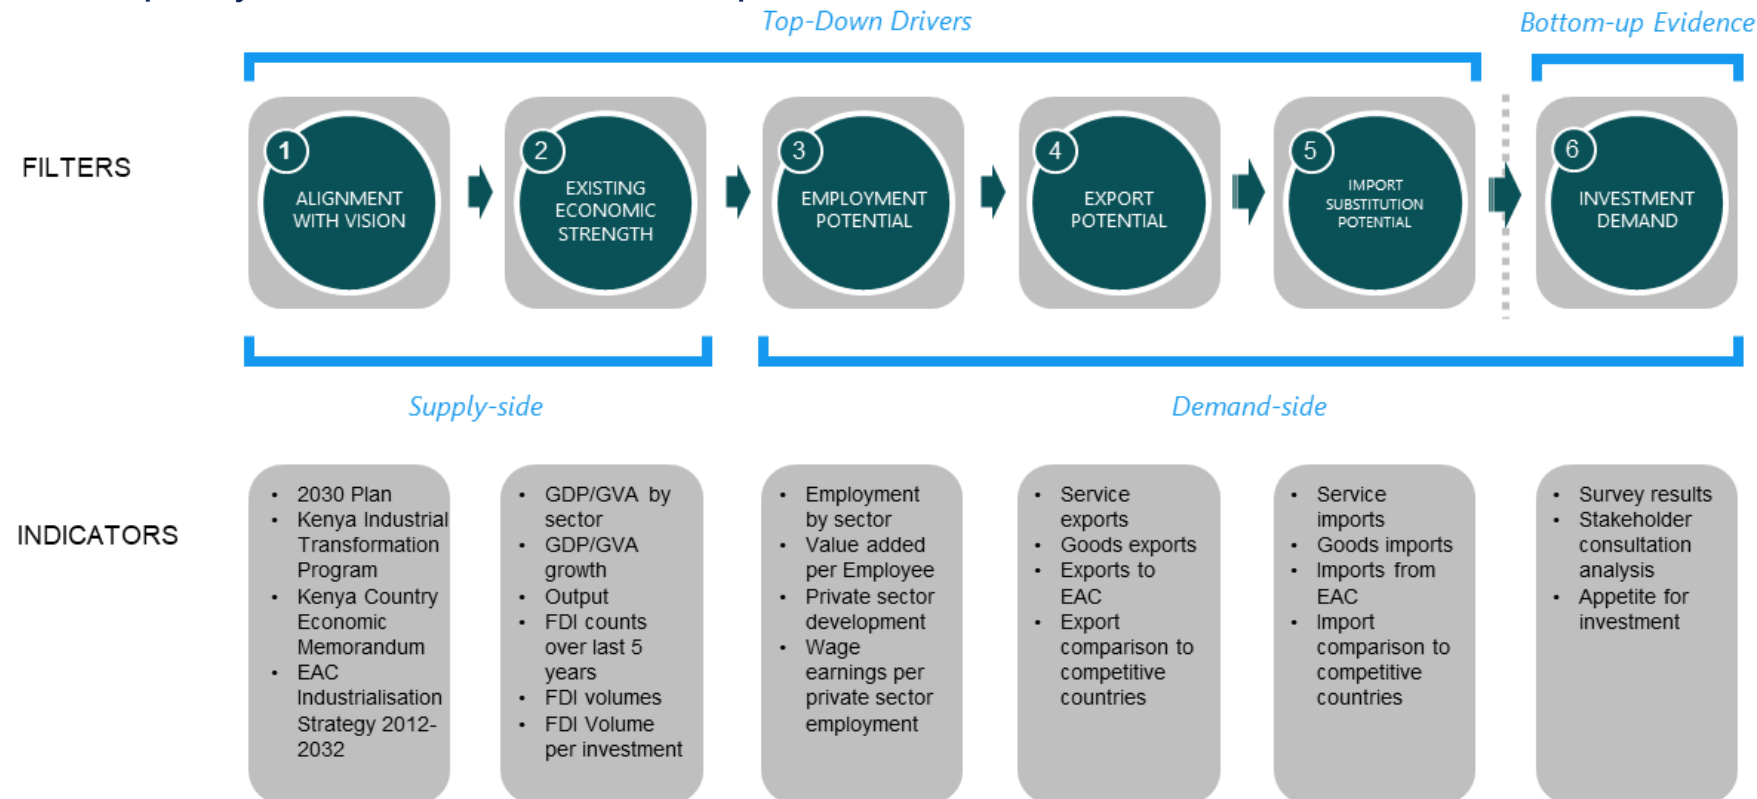 Top-Down Drivers
Bottom-up Evidence
FILTERS
1
ALIGNMENT
WITH VISION
2
EXISTING
ECONOMIC
STRENGTH
3
EMPLOYMENT
POTENTIAL
4
EXPORT
POTENTIAL
5
IMPORT
SUBSTITUTION
POTENTIAL
6
INVESTMENT
DEMAND
Supply-side
Demand-side
INDICATORS
• 2030 Plan
• Kenya Industrial
Transformation
Program
• Kenya Country
Economic
Memorandum
• EAC
Industrialisation
Strategy 2012-
2032
• GDP/GVA by
sector
• GDP/GVA
growth
• Output
• FDI counts
over last 5
years
• FDI volumes
• FDI Volume
per investment
• Employment
by sector
• Value added
per Employee
• Private sector
development
• Wage
earnings per
private sector
employment
• Service
exports
• Goods exports
• Exports to
EAC
• Export
comparison to
competitive
countries
• Service
imports
• Goods imports
• Imports from
EAC
• Import
comparison to
competitive
countries
• Survey results
• Stakeholder
consultation
analysis
• Appetite for
investment